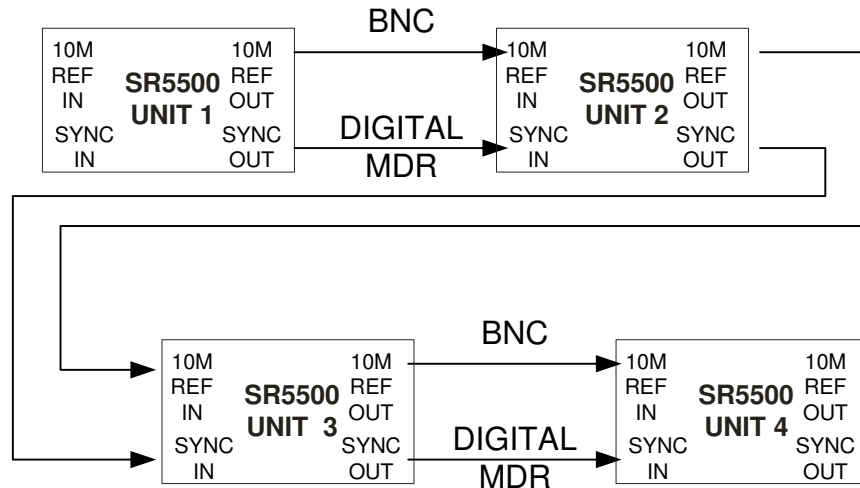 BNC
10M
REF
IN
SYNC
IN
SR5500
UNIT 1
10M
REF
OUT
SYNC
OUT
DIGITAL
MDR
10M
REF
IN
SYNC
IN
SR5500
UNIT 2
10M
REF
OUT
SYNC
OUT
10M
REF
IN
SYNC
IN
SR5500
UNIT 3
10M
REF
OUT
SYNC
OUT
BNC
DIGITAL
MDR
10M
REF
IN
SYNC
IN
SR5500
UNIT 4
10M
REF
OUT
SYNC
OUT